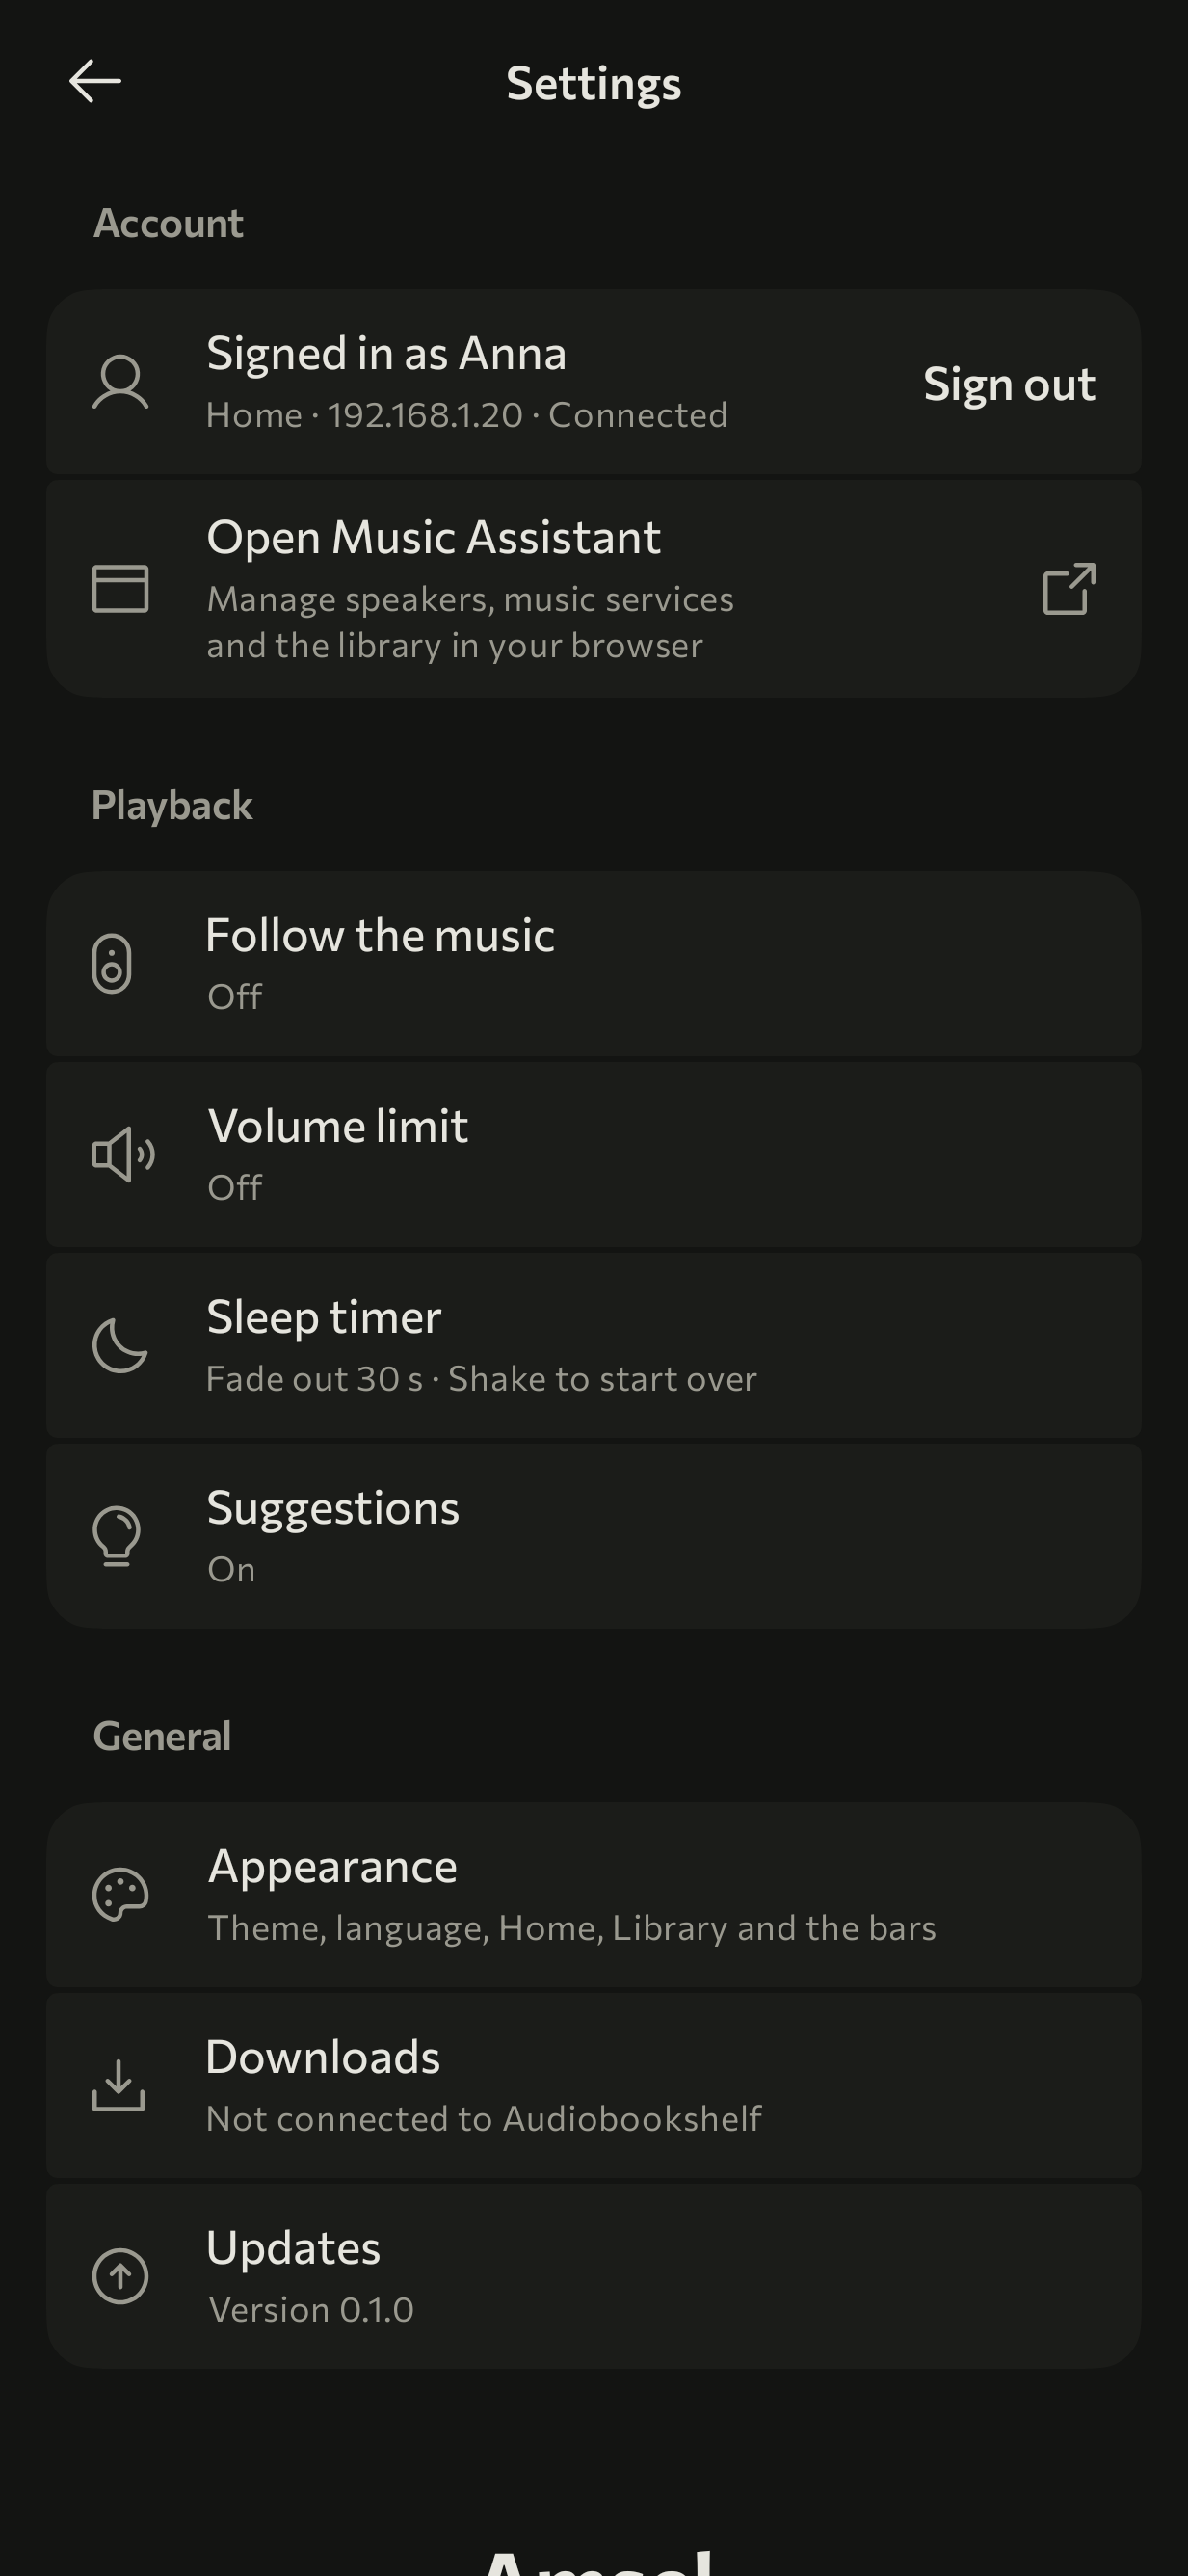 Settings
Account
Signed in as Anna
Home · 192.168.1.20 · Connected
Sign out
Open Music Assistant
Manage speakers, music services
and the library in your browser
Playback
Follow the music
Off
Volume limit
Off
Sleep timer
Fade out 30 s · Shake to start over
Suggestions
On
General
Appearance
Theme, language, Home, Library and the bars
Downloads
Not connected to Audiobookshelf
Updates
Version 0.1.0